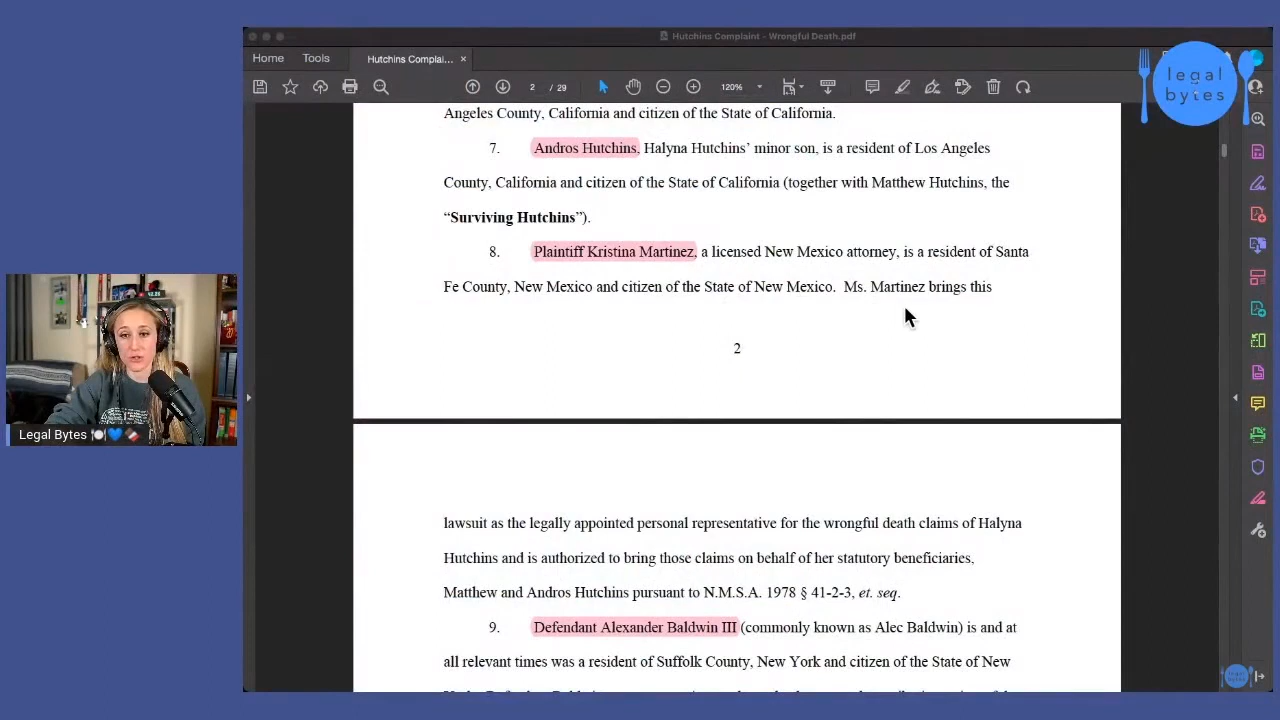 Hutchins Complaint - Wrongful Death.pdf
Home
Tools
Hutchins Complai... ×
2 / 29
120%
legal
bytes
Angeles County, California and citizen of the State of California.
7. Andros Hutchins, Halyna Hutchins’ minor son, is a resident of Los Angeles
County, California and citizen of the State of California (together with Matthew Hutchins, the
“Surviving Hutchins”).
8. Plaintiff Kristina Martinez, a licensed New Mexico attorney, is a resident of Santa
Fe County, New Mexico and citizen of the State of New Mexico. Ms. Martinez brings this
2
lawsuit as the legally appointed personal representative for the wrongful death claims of Halyna
Hutchins and is authorized to bring those claims on behalf of her statutory beneficiaries,
Matthew and Andros Hutchins pursuant to N.M.S.A. 1978 § 41-2-3, et. seq.
9. Defendant Alexander Baldwin III (commonly known as Alec Baldwin) is and at
all relevant times was a resident of Suffolk County, New York and citizen of the State of New
Legal Bytes